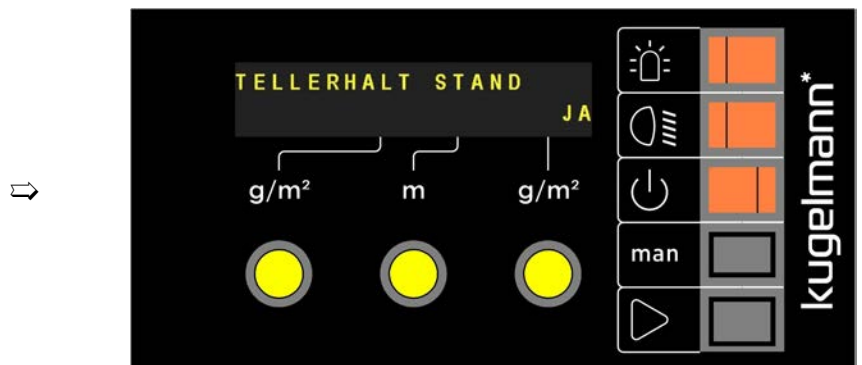 TELLERHALT STAND
JA
g/m² m g/m²
man
kugelmann*